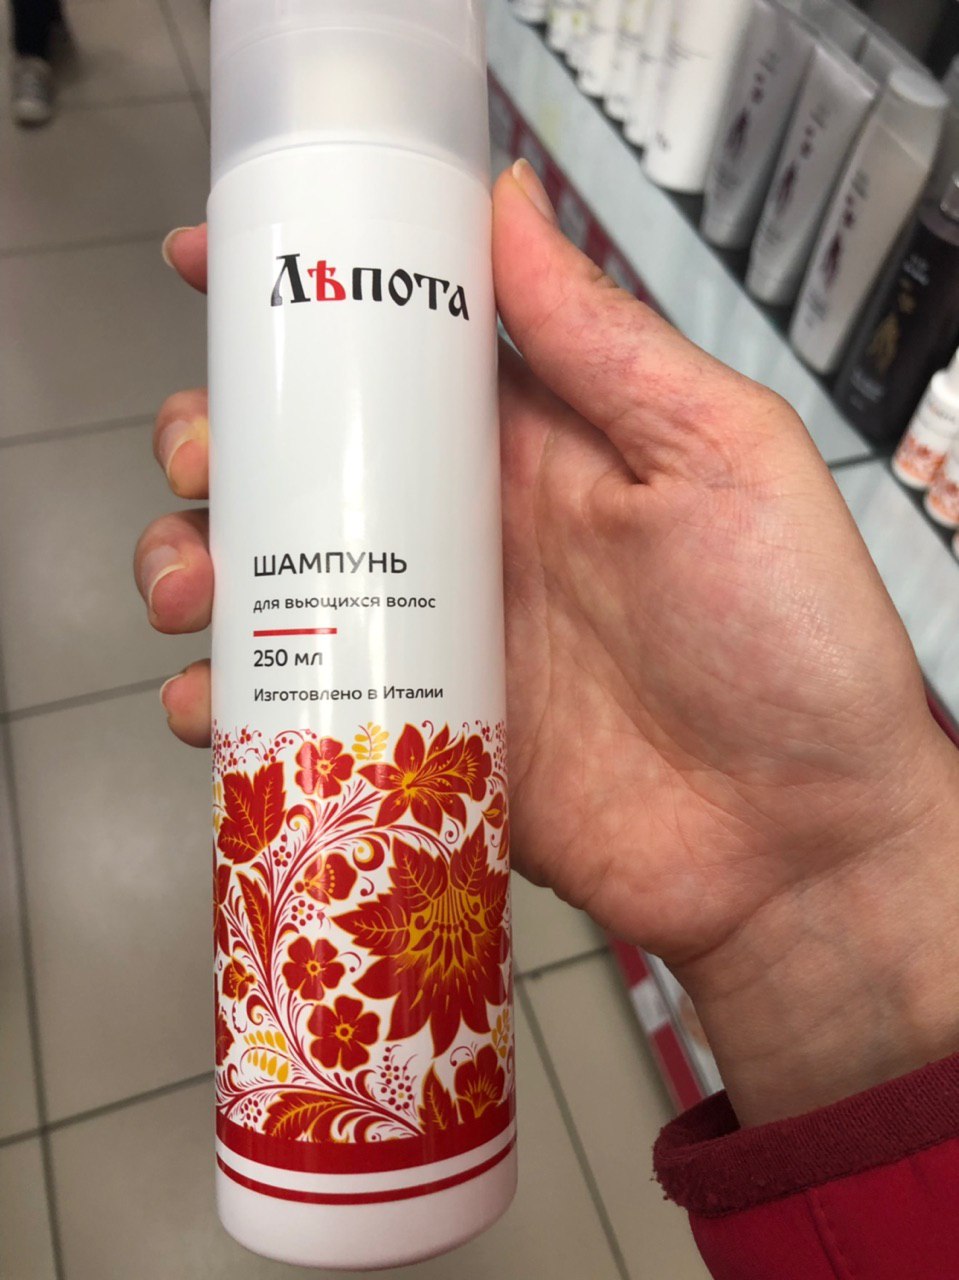 Лѣпота
ШАМПУНЬ
для вьющихся волос
250 мл
Изготовлено в Италии